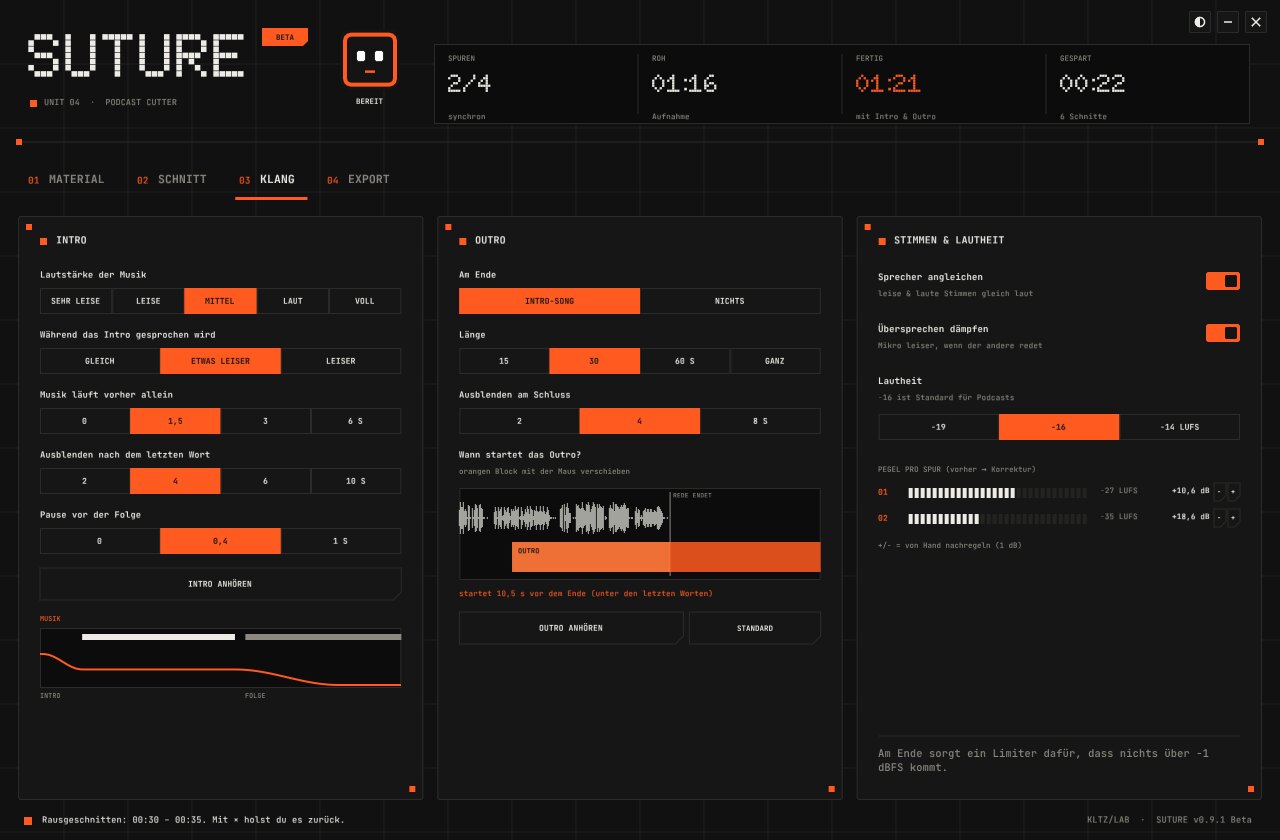 SUTURE
BETA
UNIT 04 · PODCAST CUTTER
BEREIT
SPUREN
2/4
synchron
ROH
01:16
Aufnahme
FERTIG
01:21
mit Intro & Outro
GESPART
00:22
6 Schnitte
01 MATERIAL 02 SCHNITT 03 KLANG 04 EXPORT
INTRO
Lautstärke der Musik
SEHR LEISE LEISE MITTEL LAUT VOLL
Während das Intro gesprochen wird
GLEICH ETWAS LEISER LEISER
Musik läuft vorher allein
0 1,5 3 6 S
Ausblenden nach dem letzten Wort
2 4 6 10 S
Pause vor der Folge
0 0,4 1 S
INTRO ANHÖREN
MUSIK
INTRO FOLGE
OUTRO
Am Ende
INTRO-SONG NICHTS
Länge
15 30 60 S GANZ
Ausblenden am Schluss
2 4 8 S
Wann startet das Outro?
orangen Block mit der Maus verschieben
REDE ENDET
OUTRO
startet 10,5 s vor dem Ende (unter den letzten Worten)
OUTRO ANHÖREN STANDARD
STIMMEN & LAUTHEIT
Sprecher angleichen
leise & laute Stimmen gleich laut
Übersprechen dämpfen
Mikro leiser, wenn der andere redet
Lautheit
-16 ist Standard für Podcasts
-19 -16 -14 LUFS
PEGEL PRO SPUR (vorher → Korrektur)
01 -27 LUFS +10,6 dB - +
02 -35 LUFS +18,6 dB - +
+/- = von Hand nachregeln (1 dB)
Am Ende sorgt ein Limiter dafür, dass nichts über -1
dBFS kommt.
Rausgeschnitten: 00:30 – 00:35. Mit × holst du es zurück.
KLTZ/LAB · SUTURE v0.9.1 Beta